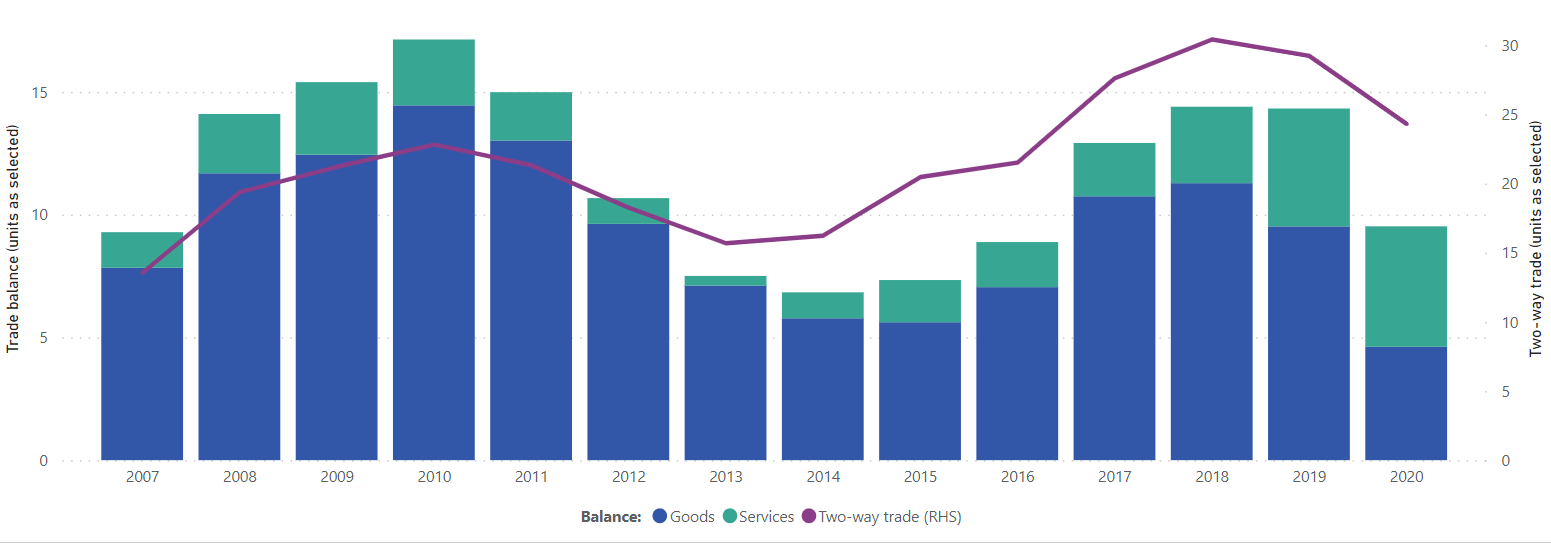 Trade balance (units as selected)
15
10
5
0
30
25
20
15
10
5
0
Two-way trade (units as selected)
2007 2008 2009 2010 2011 2012 2013 2014 2015 2016 2017 2018 2019 2020
Balance: Goods Services Two-way trade (RHS)